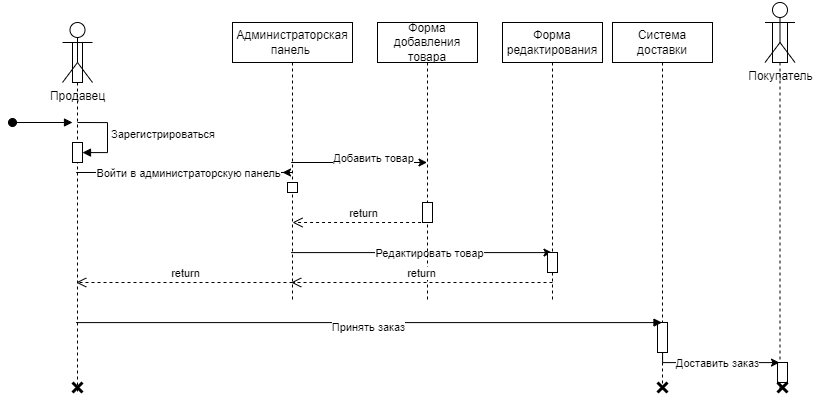 Продавец
Администраторская
панель
Форма
добавления
товара
Форма
редактирования
Система
доставки
Покупатель
Зарегистрироваться
Добавить товар
Войти в администраторскую панель
return
Редактировать товар
return
return
Принять заказ
Доставить заказ